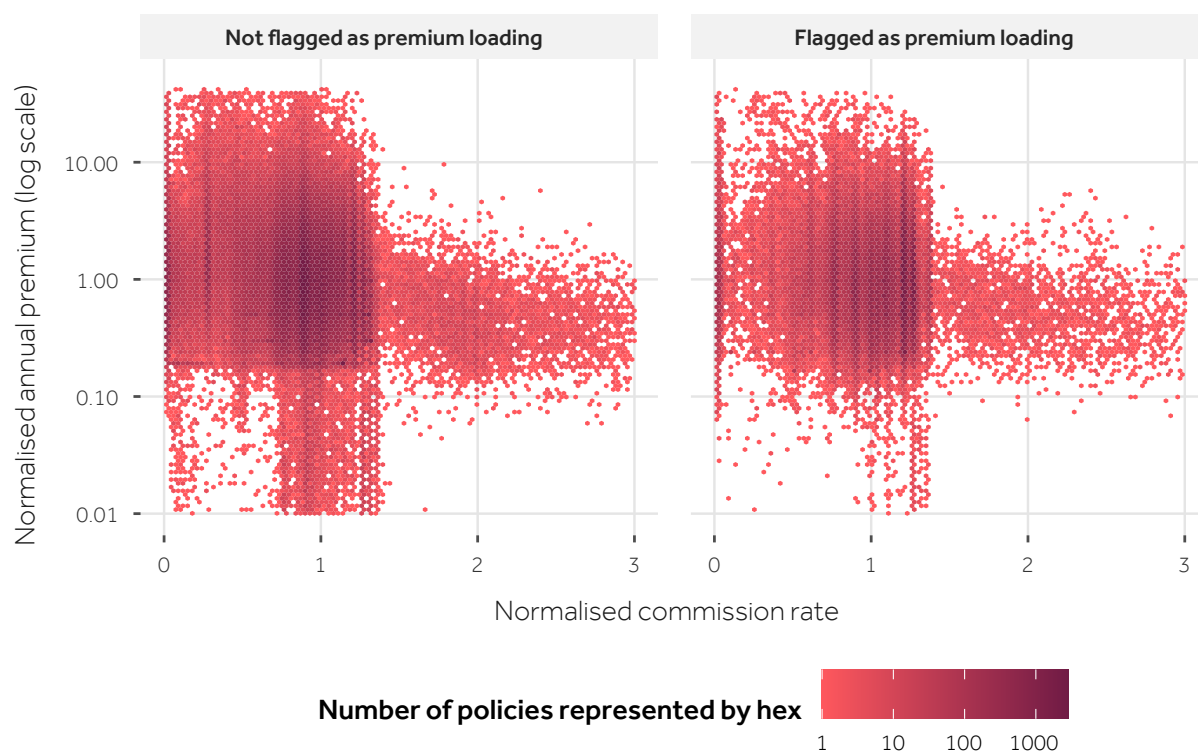 Not flagged as premium loading
Flagged as premium loading
Normalised annual premium (log scale)
10.00
1.00
0.10
0.01
0 1 2 3
0 1 2 3
Normalised commission rate
Number of policies represented by hex
1 10 100 1000